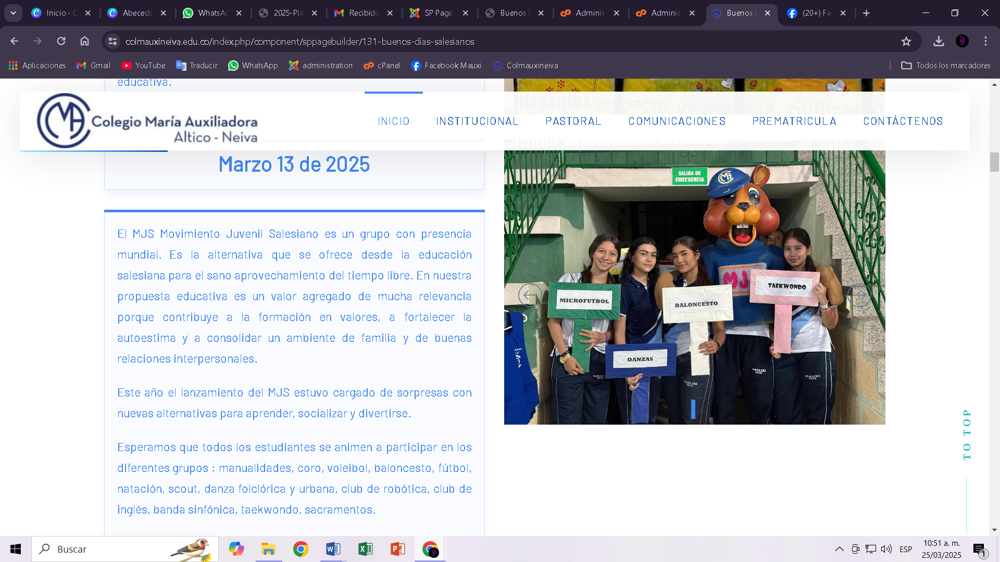 Inicio - C
Abeceda
WhatsAp
2025-Pla
Recibido
SP Page
Buenos D
Adminis
Adminis
Buenos D
(20+) Fa
colmauxineiva.edu.co/index.php/component/sppagebuilder/131-buenos-dias-salesianos
Aplicaciones
Gmail
YouTube
Traducir
WhatsApp
administration
cPanel
Facebook Mauxi
Colmauxineiva
Todos los marcadores
educativa.
Hagamos un pacto vivamos la civilizació
Colegio María Auxiliadora
Altico - Neiva
INICIO
INSTITUCIONAL
PASTORAL
COMUNICACIONES
PREMATRICULA
CONTÁCTENOS
Marzo 13 de 2025
El MJS Movimiento Juvenil Salesiano es un grupo con presencia
mundial. Es la alternativa que se ofrece desde la educación
salesiana para el sano aprovechamiento del tiempo libre. En nuestra
propuesta educativa es un valor agregado de mucha relevancia
porque contribuye a la formación en valores, a fortalecer la
autoestima y a consolidar un ambiente de familia y de buenas
relaciones interpersonales.
Este año el lanzamiento del MJS estuvo cargado de sorpresas con
nuevas alternativas para aprender, socializar y divertirse.
Esperamos que todos los estudiantes se animen a participar en los
diferentes grupos : manualidades, coro, voleibol, baloncesto, fútbol,
natación, scout, danza folclórica y urbana, club de robótica, club de
inglés, banda sinfónica, taekwondo, sacramentos.
SALIDA DE
EMERGENCIA
MJS
TAEKWONDO
MICROFUTBOL
BALONCESTO
DANZAS
MAUXI
NEIVA
MAUXI
NEIVA
MAUXI
NEIVA
TO TOP
Buscar
ESP
10:51 a. m.
25/03/2025
1